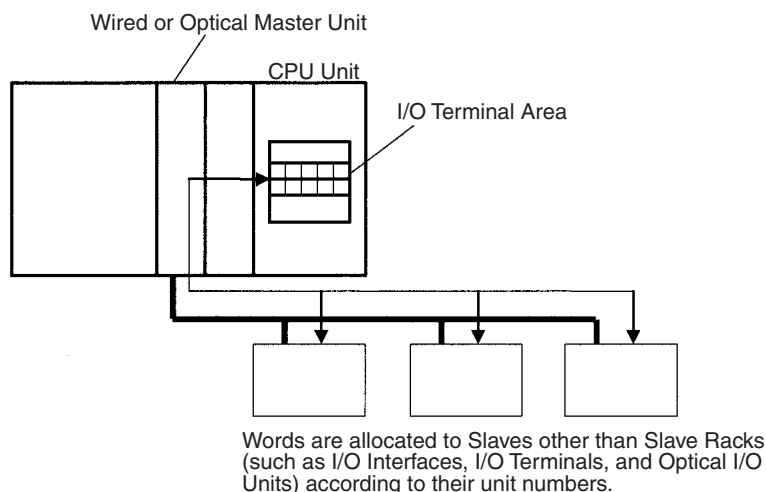 Wired or Optical Master Unit
CPU Unit
I/O Terminal Area
Words are allocated to Slaves other than Slave Racks
(such as I/O Interfaces, I/O Terminals, and Optical I/O
Units) according to their unit numbers.